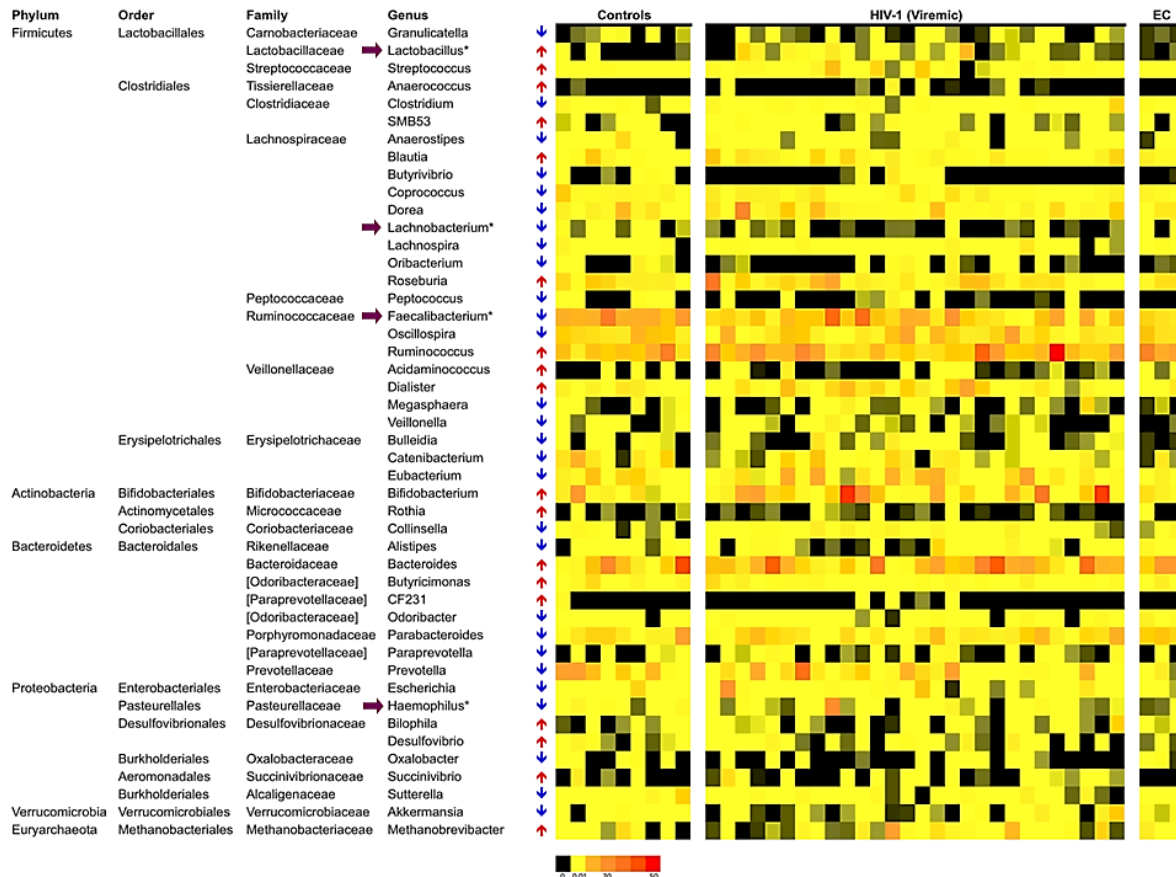 Phylum Order Family Genus Controls HIV-1 (Viremic) EC
Firmicutes Lactobacillales Carnobacteriaceae Granulicatella
Lactobacillaceae Lactobacillus*
Streptococcaceae Streptococcus
Clostridiales Tissierellaceae Anaerococcus
Clostridiaceae Clostridium
SMB53
Lachnospiraceae Anaerostipes
Blautia
Butyrivibrio
Coprococcus
Dorea
Lachnobacterium*
Lachnospira
Oribacterium
Roseburia
Peptococcaceae Peptococcus
Ruminococcaceae Faecalibacterium*
Oscillospira
Ruminococcus
Veillonellaceae Acidaminococcus
Dialister
Megasphaera
Veillonella
Erysipelotrichales Erysipelotrichaceae Bulleidia
Catenibacterium
Eubacterium
Actinobacteria Bifidobacteriales Bifidobacteriaceae Bifidobacterium
Actinomycetales Micrococcaceae Rothia
Coriobacteriales Coriobacteriaceae Collinsella
Bacteroidetes Bacteroidales Rikenellaceae Alistipes
Bacteroidaceae Bacteroides
[Odoribacteraceae] Butyricimonas
[Paraprevotellaceae] CF231
[Odoribacteraceae] Odoribacter
Porphyromonadaceae Parabacteroides
[Paraprevotellaceae] Paraprevotella
Prevotellaceae Prevotella
Proteobacteria Enterobacteriales Enterobacteriaceae Escherichia
Pasteurellales Pasteurellaceae Haemophilus*
Desulfovibrionales Desulfovibrionaceae Bilophila
Desulfovibrio
Burkholderiales Oxalobacteraceae Oxalobacter
Aeromonadales Succinivibrionaceae Succinivibrio
Burkholderiales Alcaligenaceae Sutterella
Verrucomicrobia Verrucomicrobiales Verrucomicrobiaceae Akkermansia
Euryarchaeota Methanobacteriales Methanobacteriaceae Methanobrevibacter
0 0.01 50